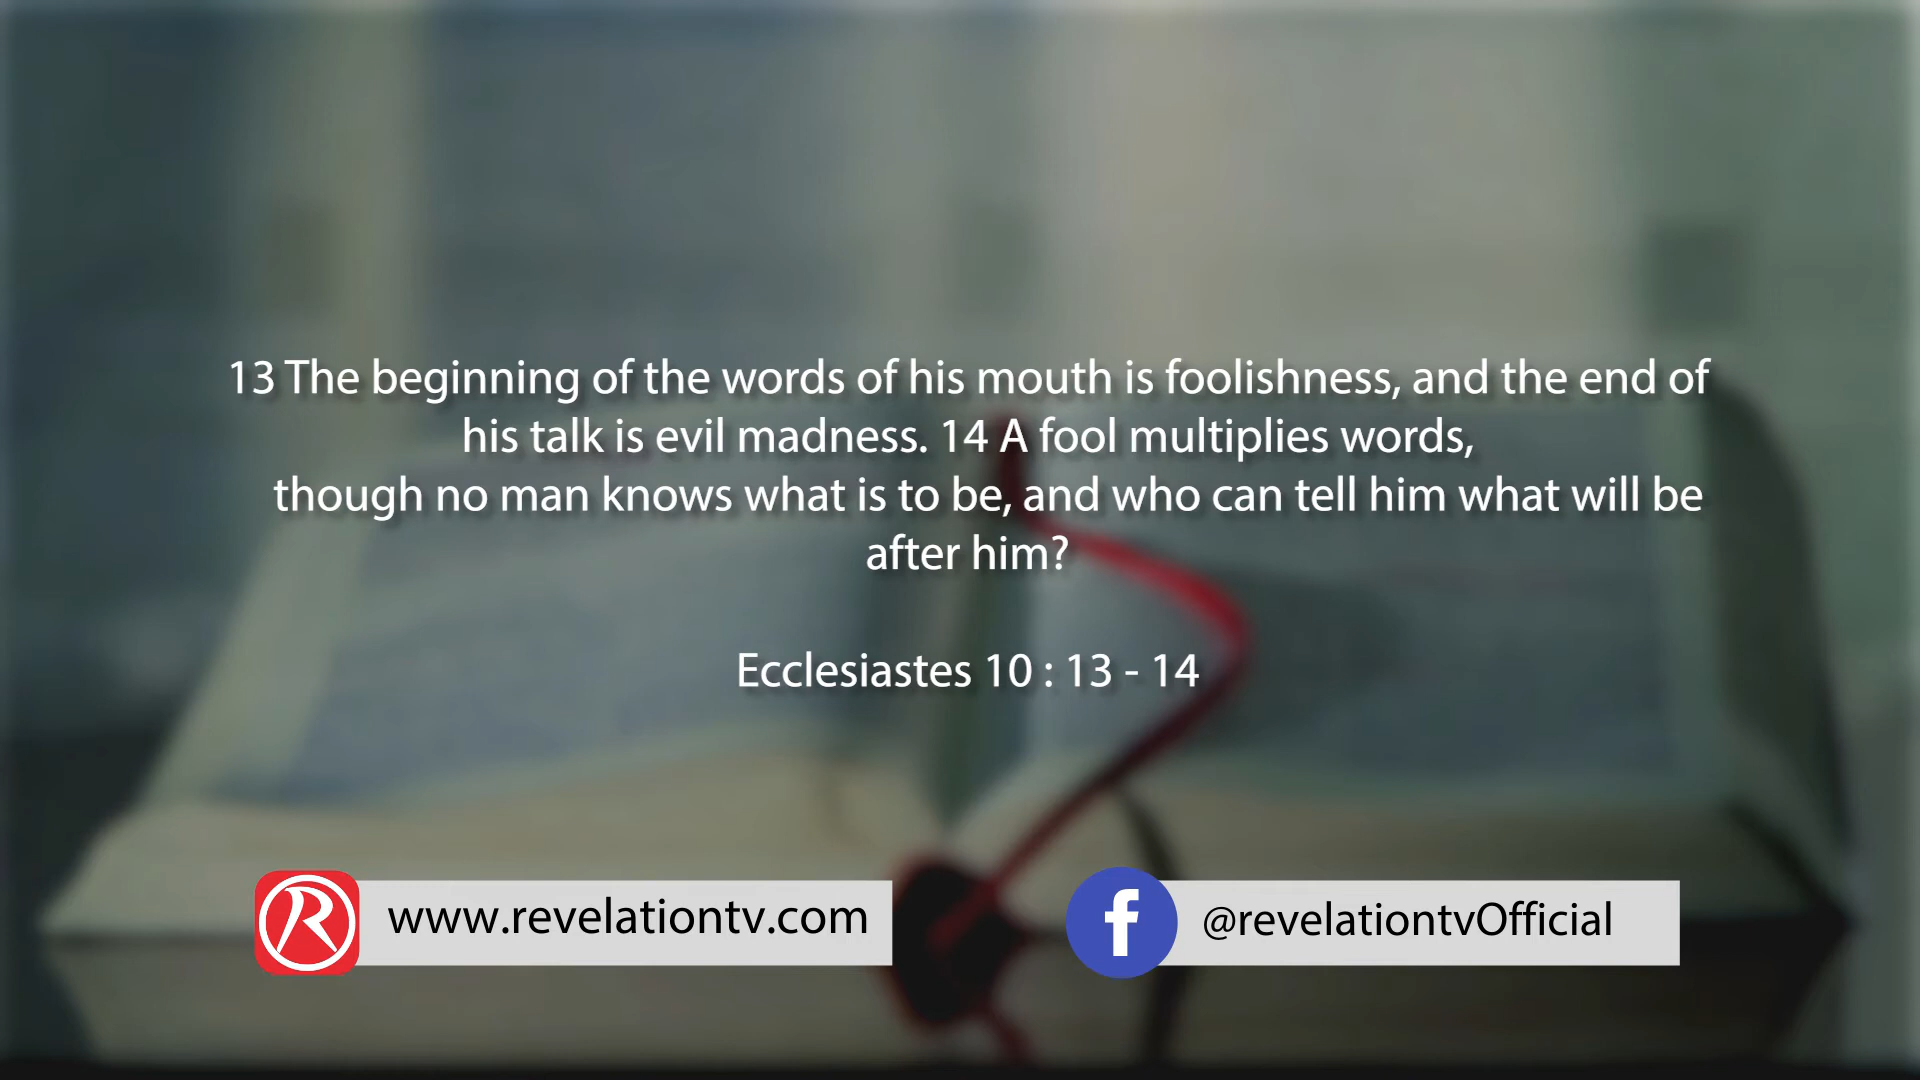 13 The beginning of the words of his mouth is foolishness, and the end of
his talk is evil madness. 14 A fool multiplies words,
though no man knows what is to be, and who can tell him what will be
after him?
Ecclesiastes 10 : 13 - 14
www.revelationtv.com
@revelationtvOfficial